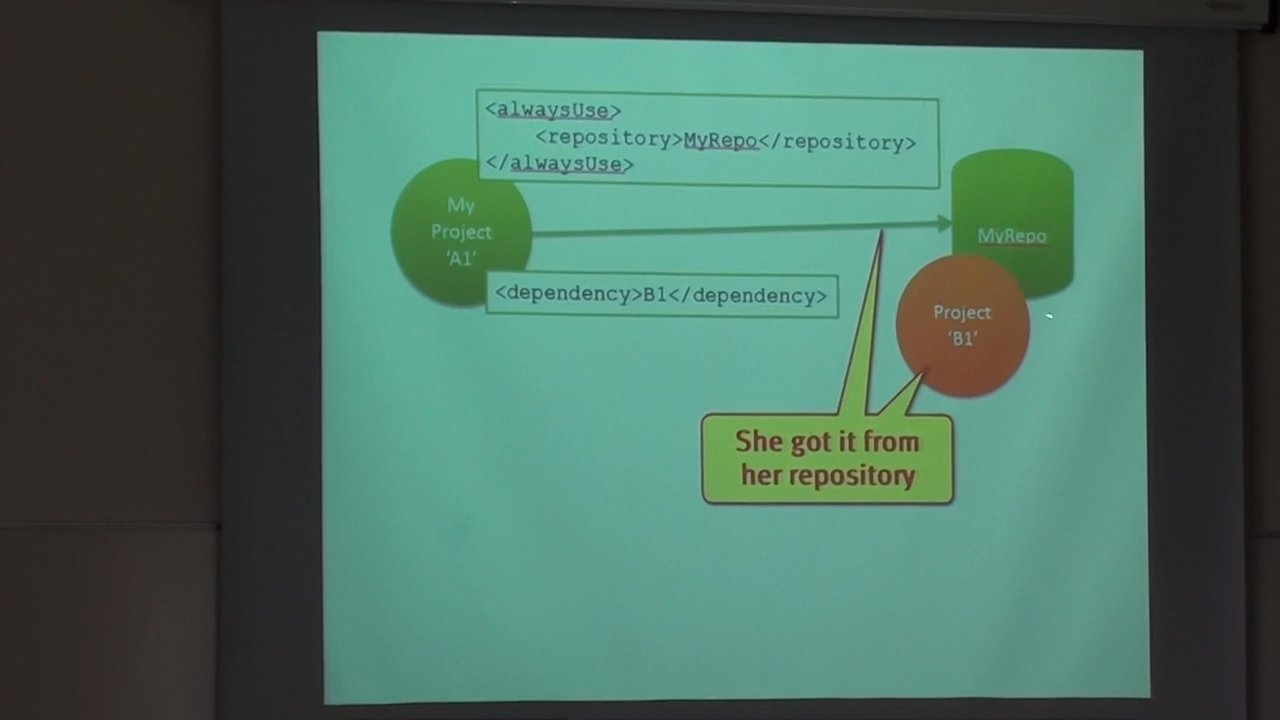 <alwaysUse>
<repository>MyRepo</repository>
</alwaysUse>
My
Project
‘A1’
MyRepo
<dependency>B1</dependency>
Project
‘B1’
She got it from
her repository